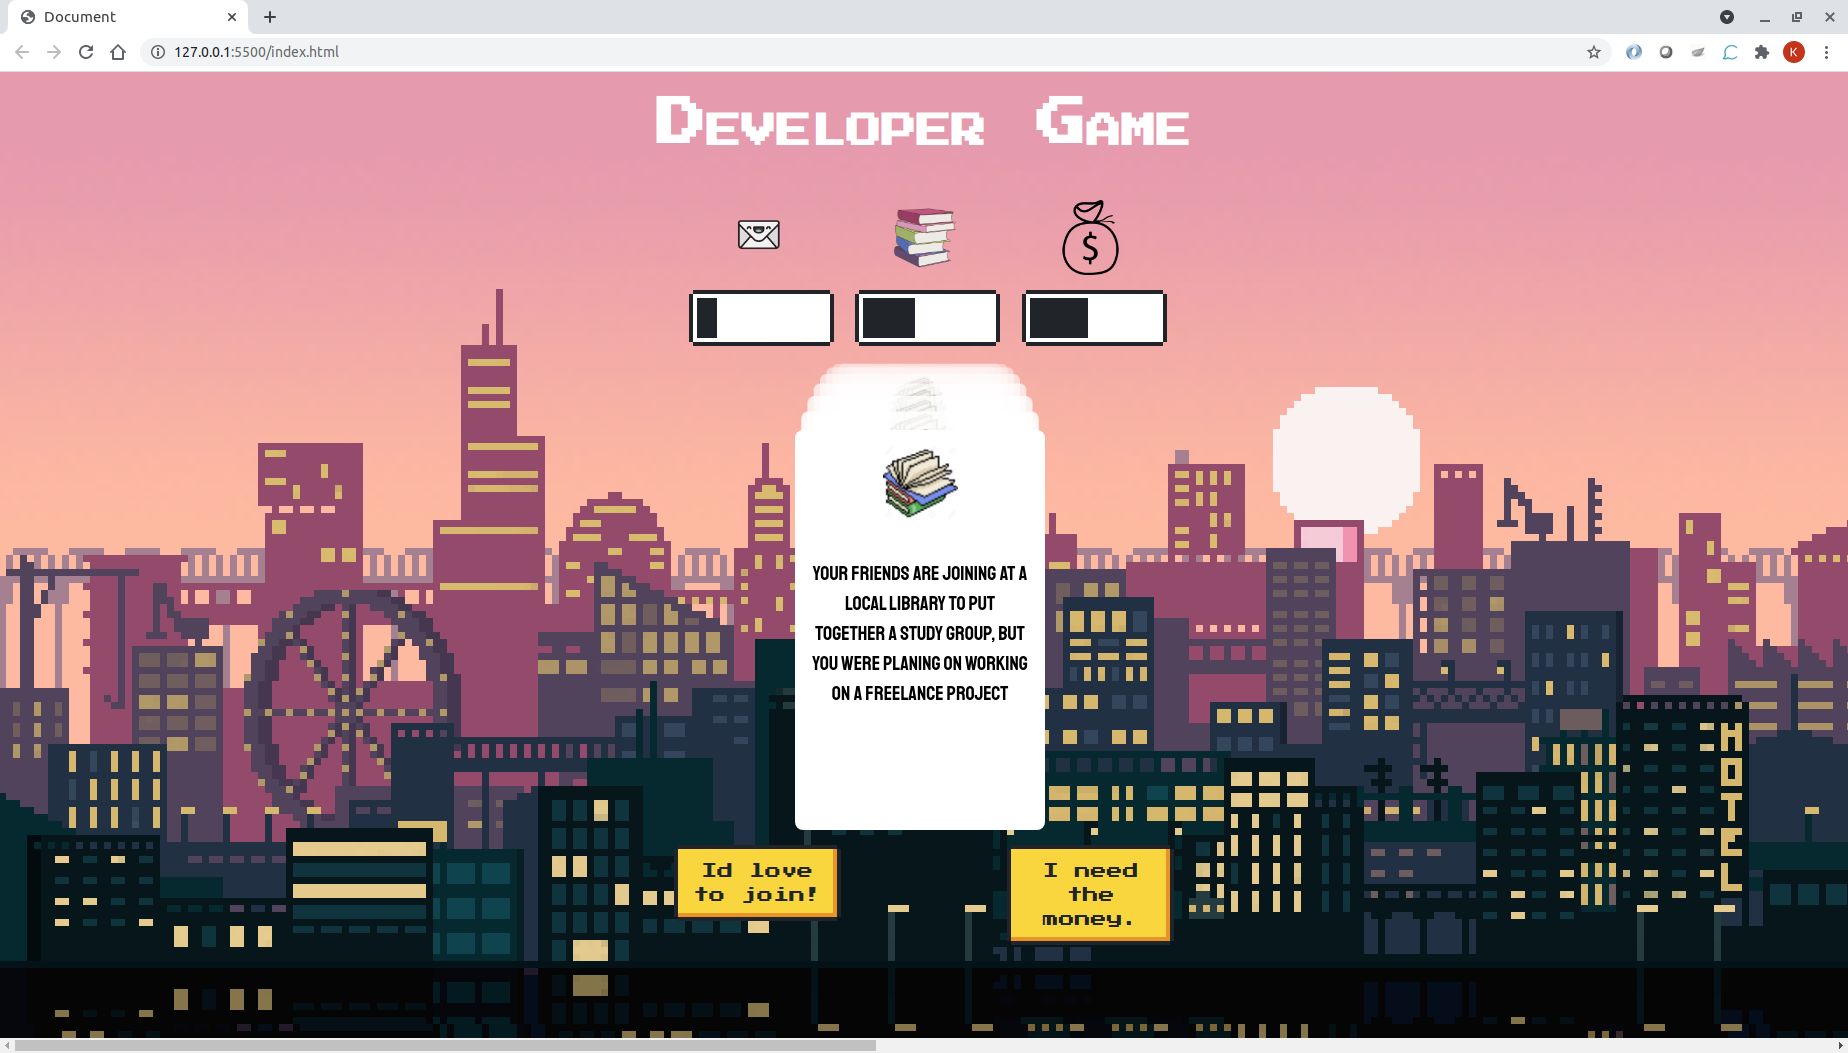 Document
127.0.0.1:5500/index.html
K
Developer Game
$
YOUR FRIENDS ARE JOINING AT A
LOCAL LIBRARY TO PUT
TOGETHER A STUDY GROUP, BUT
YOU WERE PLANING ON WORKING
ON A FREELANCE PROJECT
HOTEL
Id love
to join!
I need
the
money.